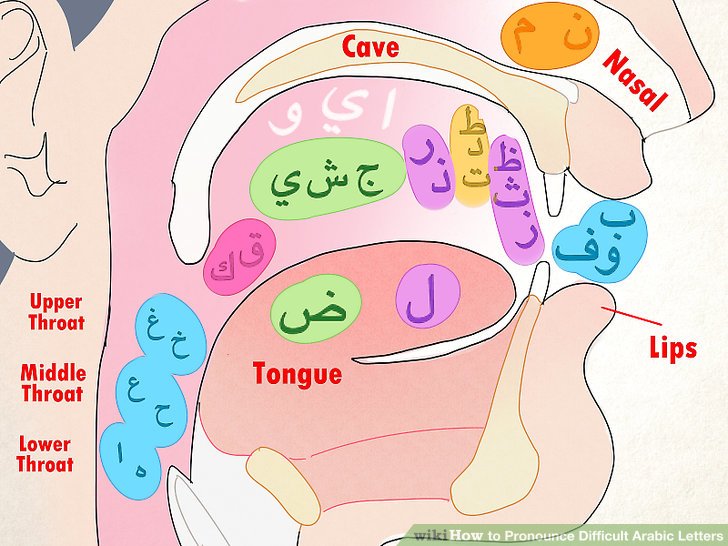 ن م
Cave
Nasal
ا ي و
ط
د
ت
ر
ذ
ظ
ث
ر
ج ش ي
ب
و ف
ق
ك
ض
ل
Upper
Throat
غ
خ
Lips
Middle
Throat
ع
ح
Tongue
Lower
Throat
ا
ه
wikiHow to Pronounce Difficult Arabic Letters